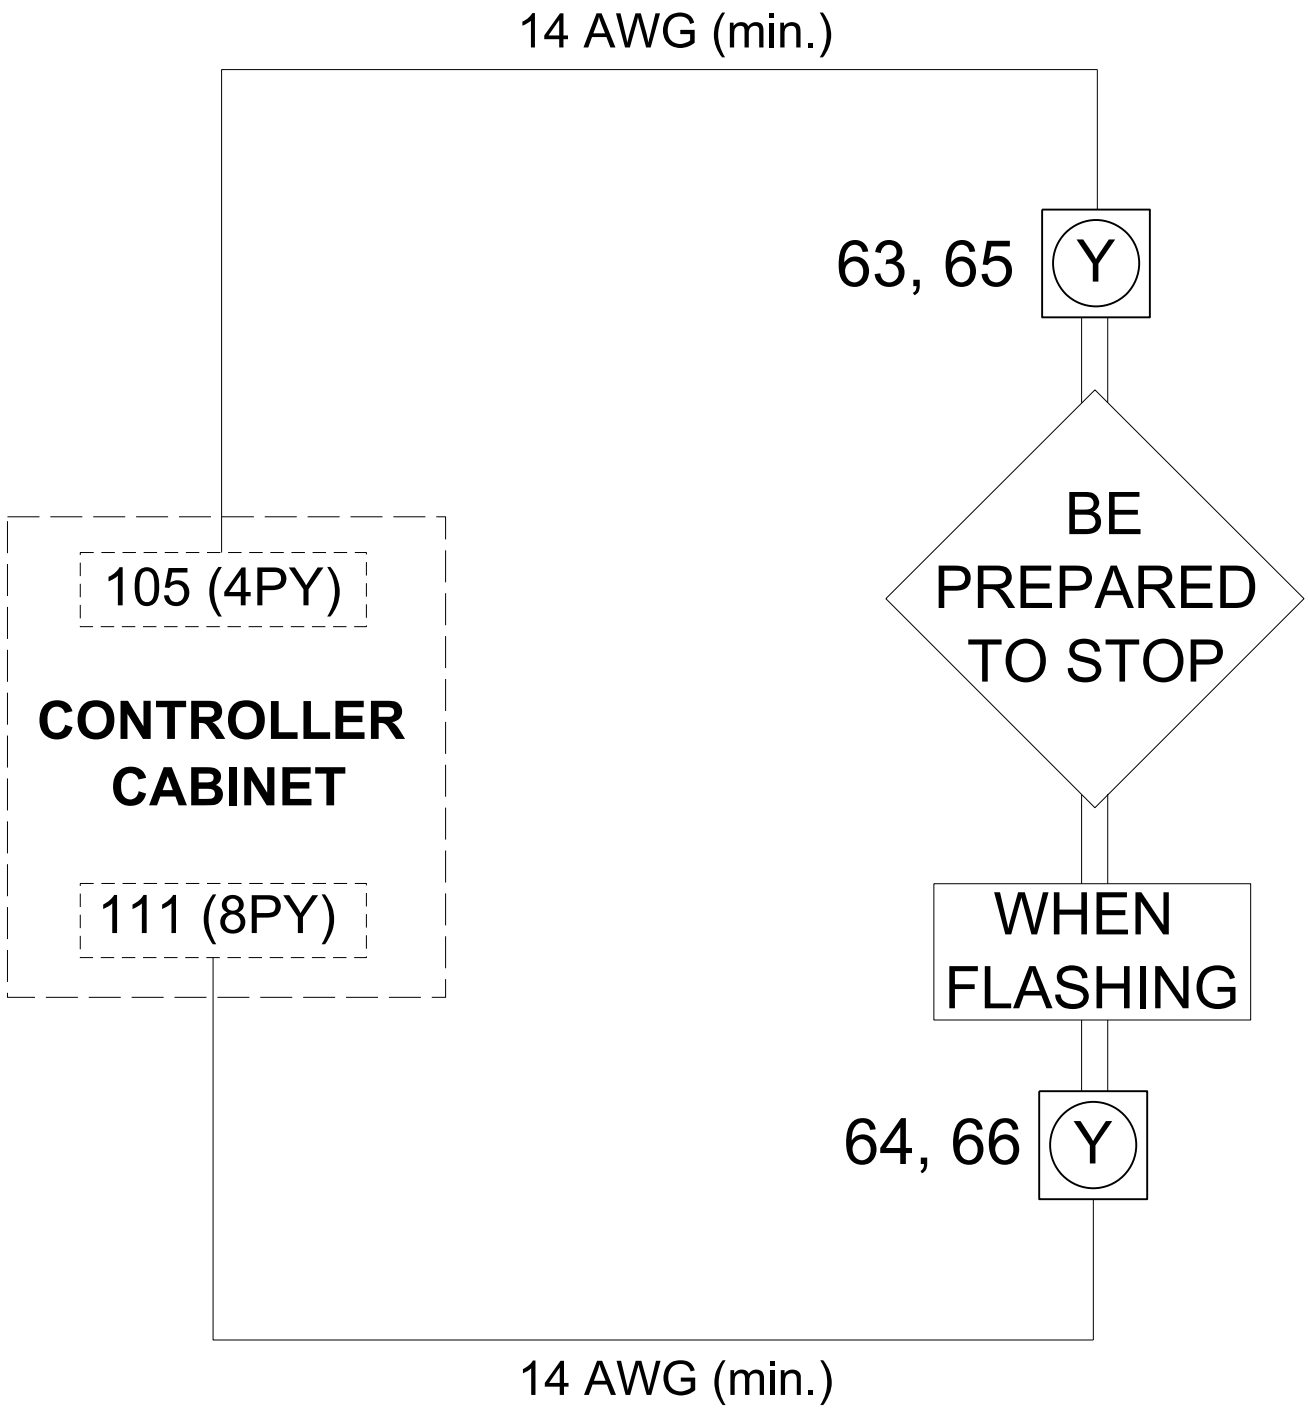 14 AWG (min.)
63, 65
Y
BE
PREPARED
TO STOP
105 (4PY)
CONTROLLER
CABINET
111 (8PY)
WHEN
FLASHING
64, 66
Y
14 AWG (min.)